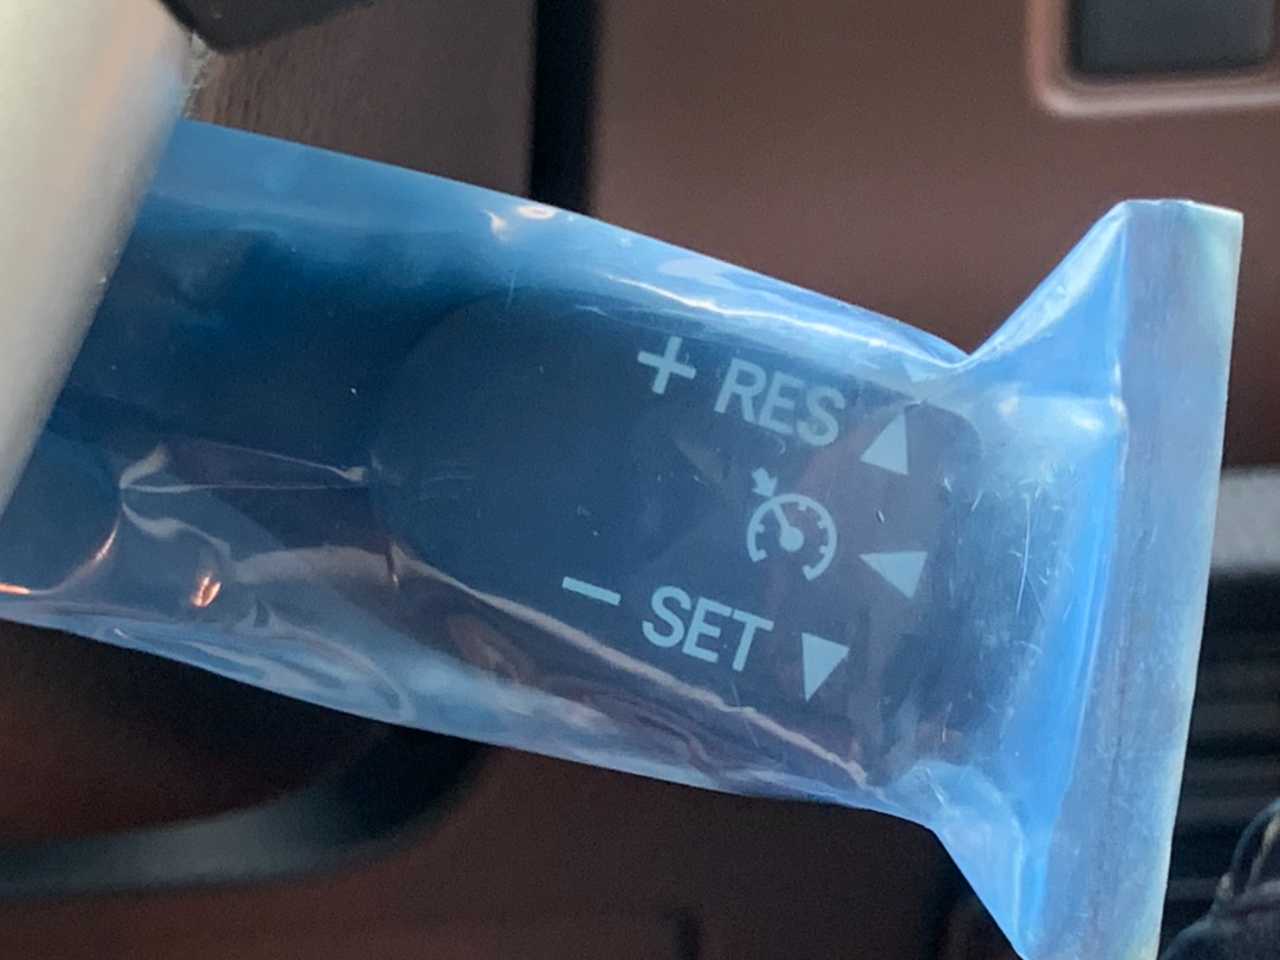 + RES
− SET